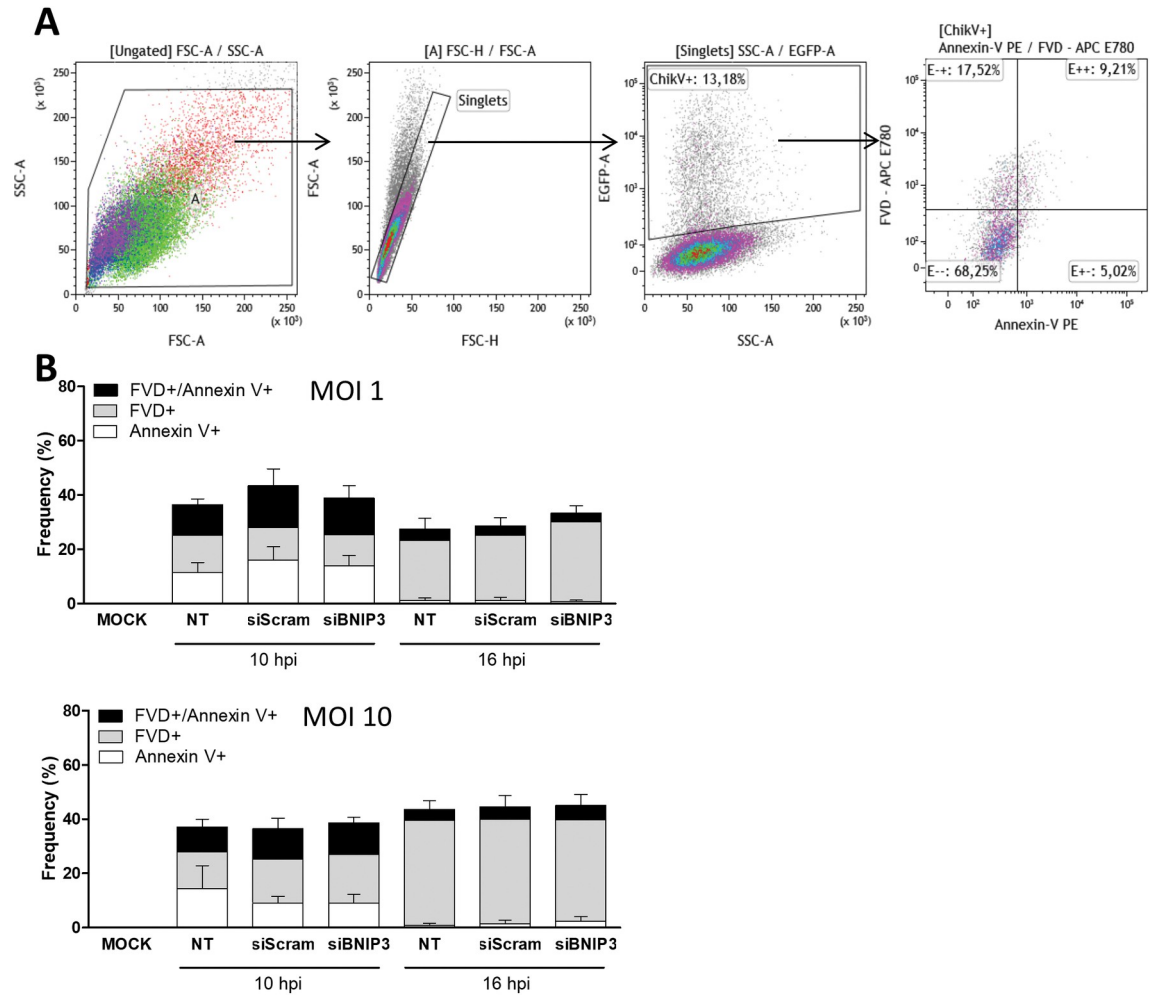 A
[Ungated] FSC-A / SSC-A
[A] FSC-H / FSC-A
[Singlets] SSC-A / EGFP-A
[ChikV+]
Annexin-V PE / FVD - APC E780
(x 10³)
250
200
150
100
50
0
SSC-A
A
0 50 100 150 200 250
(x 10³)
FSC-A
(x 10³)
250
200
150
100
50
0
FSC-A
Singlets
0 50 100 150 200 250
(x 10³)
FSC-H
10⁵
10⁴
10³
10²
0
EGFP-A
ChikV+: 13,18%
0 50 100 150 200 250
(x 10³)
SSC-A
10⁵
10⁴
10³
10²
0
FVD - APC E780
E-+: 17,52%
E++: 9,21%
E--: 68,25%
E+-: 5,02%
0 10² 10³ 10⁴ 10⁵
Annexin-V PE
B
MOI 1
FVD+/Annexin V+
FVD+
Annexin V+
80
60
40
20
0
Frequency (%)
MOCK NT siScram siBNIP3 NT siScram siBNIP3
10 hpi 16 hpi
MOI 10
FVD+/Annexin V+
FVD+
Annexin V+
80
60
40
20
0
Frequency (%)
MOCK NT siScram siBNIP3 NT siScram siBNIP3
10 hpi 16 hpi